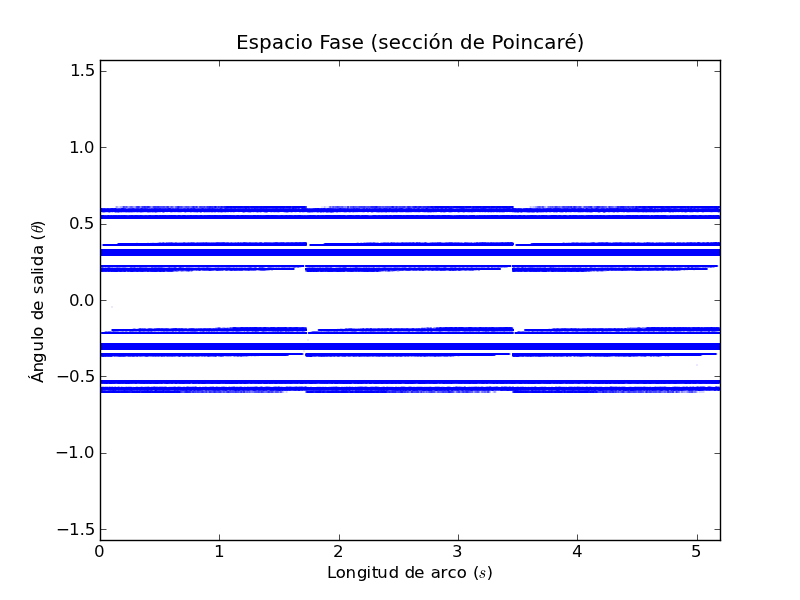 Espacio Fase (sección de Poincaré)
Ángulo de salida (θ)
1.5
1.0
0.5
0.0
−0.5
−1.0
−1.5
0 1 2 3 4 5
Longitud de arco (s)